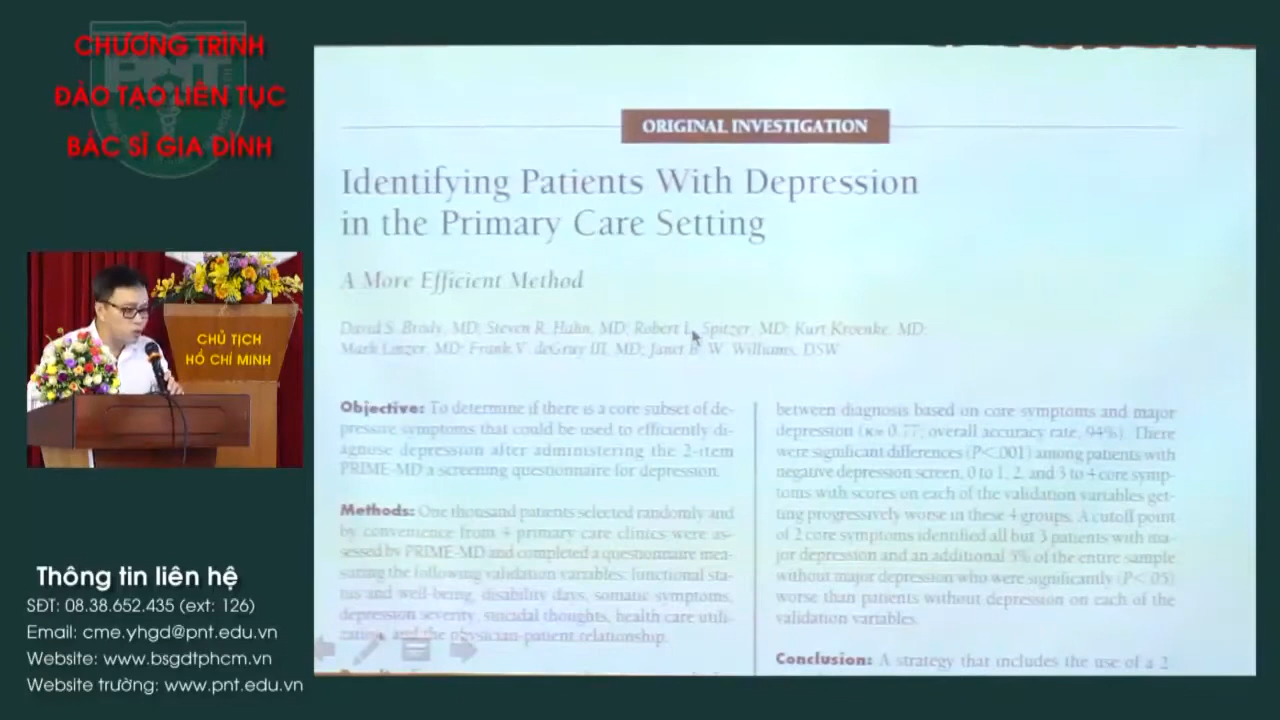 CHƯƠNG TRÌNH
ĐÀO TẠO LIÊN TỤC
BÁC SĨ GIA ĐÌNH
PNT
CHỦ TỊCH
HỒ CHÍ MINH
Thông tin liên hệ
SĐT: 08.38.652.435 (ext: 126)
Email: cme.yhgd@pnt.edu.vn
Website: www.bsgdtphcm.vn
Website trường: www.pnt.edu.vn
ORIGINAL INVESTIGATION
Identifying Patients With Depression
in the Primary Care Setting
A More Efficient Method
David S. Brody, MD; Steven R. Hahn, MD; Robert L. Spitzer, MD; Kurt Kroenke, MD;
Mark Linzer, MD; Frank V. deGruy III, MD; Janet B. W. Williams, DSW
Objective: To determine if there is a core subset of de-
pressive symptoms that could be used to efficiently di-
agnose depression after administering the 2-item
PRIME-MD a screening questionnaire for depression.
Methods: One thousand patients selected randomly and
by convenience from 4 primary care clinics were as-
sessed by PRIME-MD and completed a questionnaire mea-
suring the following validation variables: functional sta-
tus and well-being, disability days, somatic symptoms,
depression severity, suicidal thoughts, health care utili-
zation, and the physician-patient relationship.
between diagnosis based on core symptoms and major
depression (κ= 0.77; overall accuracy rate, 94%). There
were significant differences (P<.001) among patients with
negative depression screen, 0 to 1, 2, and 3 to 4 core symp-
toms with scores on each of the validation variables get-
ting progressively worse in these 4 groups. A cutoff point
of 2 core symptoms identified all but 3 patients with ma-
jor depression and an additional 5% of the entire sample
without major depression who were significantly (P<.05)
worse than patients without depression on each of the
validation variables.
Conclusion: A strategy that includes the use of a 2